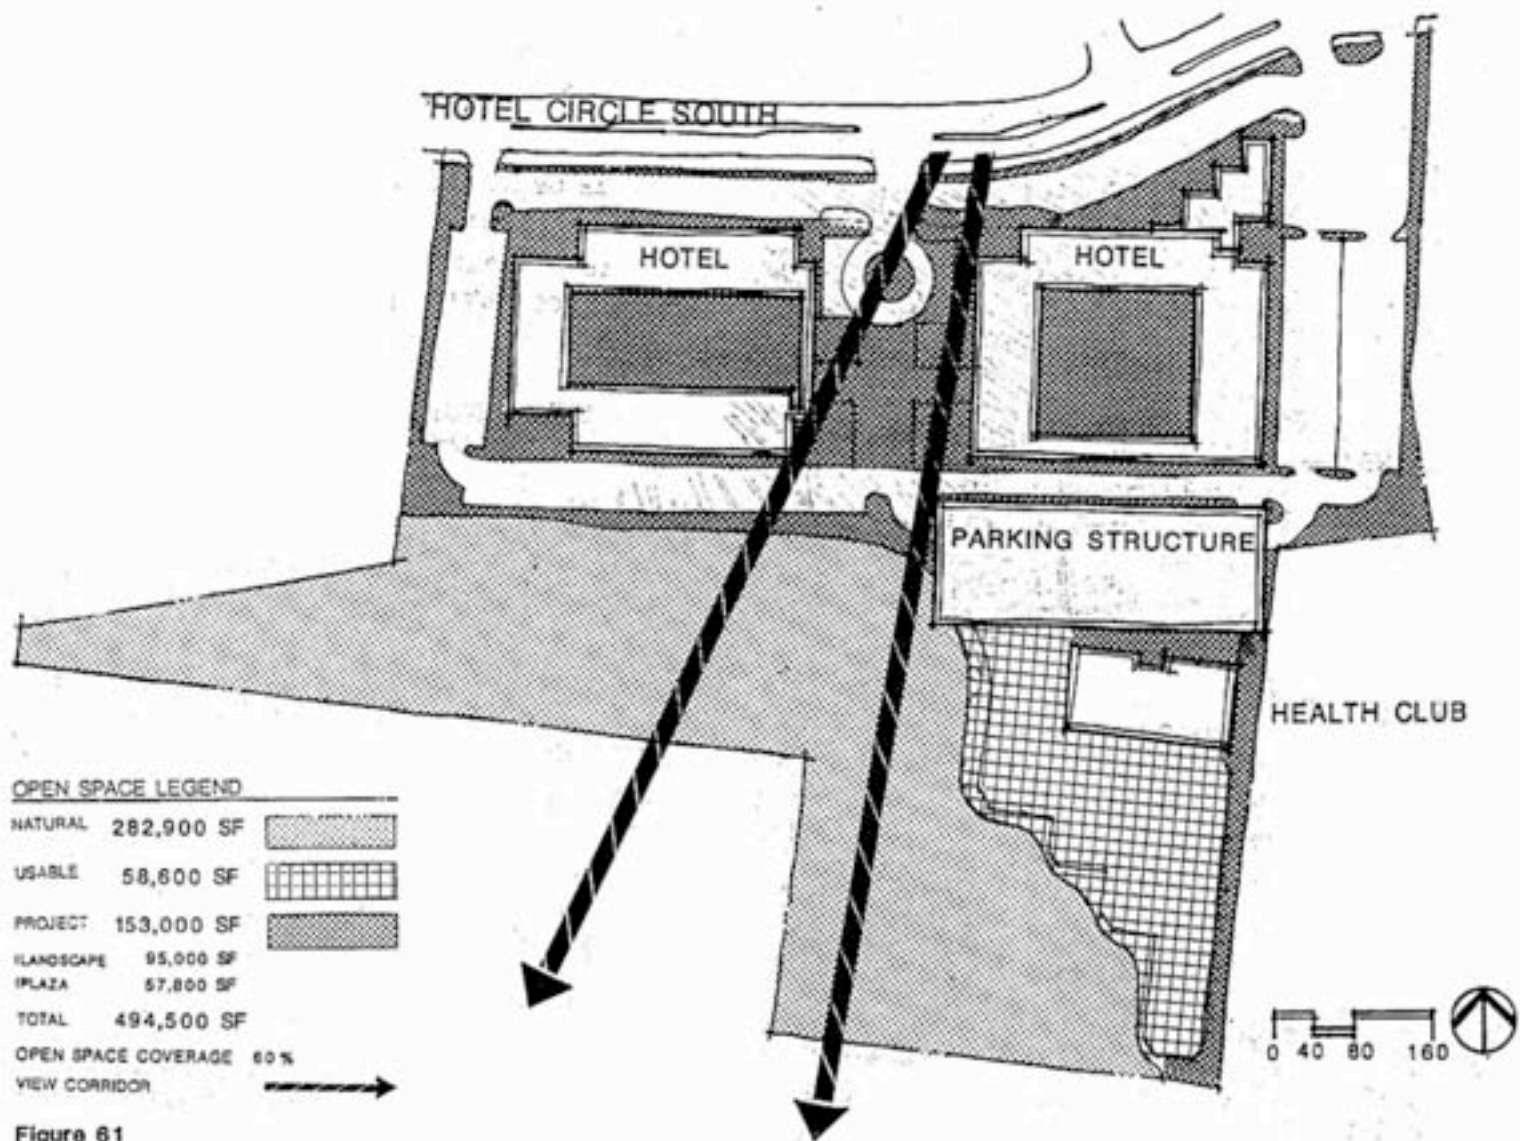 HOTEL CIRCLE SOUTH
HOTEL
HOTEL
PARKING STRUCTURE
HEALTH CLUB
OPEN SPACE LEGEND
NATURAL 282,900 SF
USABLE 58,600 SF
PROJECT 153,000 SF
LANDSCAPE 95,000 SF
PLAZA 57,800 SF
TOTAL 494,500 SF
OPEN SPACE COVERAGE 60%
VIEW CORRIDOR
0 40 80 160
Figure 61